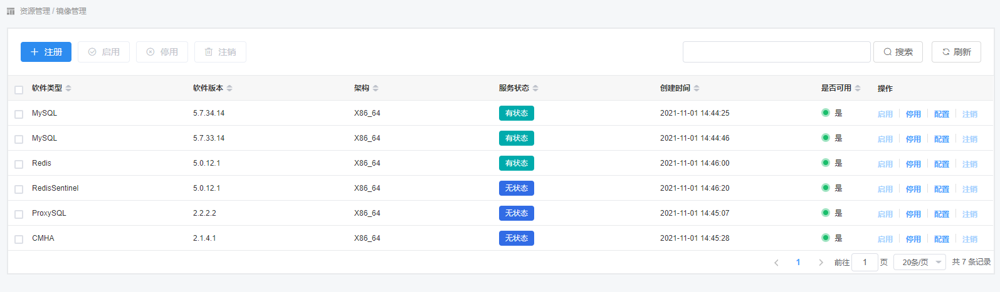 资源管理 / 镜像管理
注册 启用 停用 注销 搜索 刷新
软件类型 软件版本 架构 服务状态 创建时间 是否可用 操作
MySQL 5.7.34.14 X86_64 有状态 2021-11-01 14:44:25 是 启用 停用 配置 注销
MySQL 5.7.33.14 X86_64 有状态 2021-11-01 14:44:46 是 启用 停用 配置 注销
Redis 5.0.12.1 X86_64 有状态 2021-11-01 14:46:00 是 启用 停用 配置 注销
RedisSentinel 5.0.12.1 X86_64 无状态 2021-11-01 14:46:20 是 启用 停用 配置 注销
ProxySQL 2.2.2.2 X86_64 无状态 2021-11-01 14:45:07 是 启用 停用 配置 注销
CMHA 2.1.4.1 X86_64 无状态 2021-11-01 14:45:28 是 启用 停用 配置 注销
1 前往 1 页 20条/页 共 7 条记录